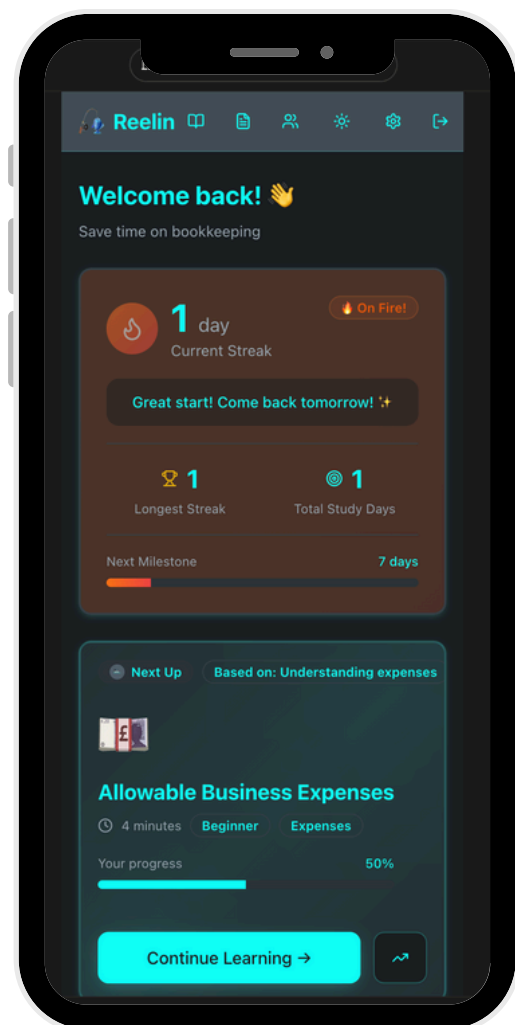 Reelin
Welcome back! 👋
Save time on bookkeeping
1 day
🔥 On Fire!
Current Streak
Great start! Come back tomorrow! ✨
1
1
Longest Streak
Total Study Days
Next Milestone
7 days
Next Up
Based on: Understanding expenses
£
Allowable Business Expenses
4 minutes
Beginner
Expenses
Your progress
50%
Continue Learning →